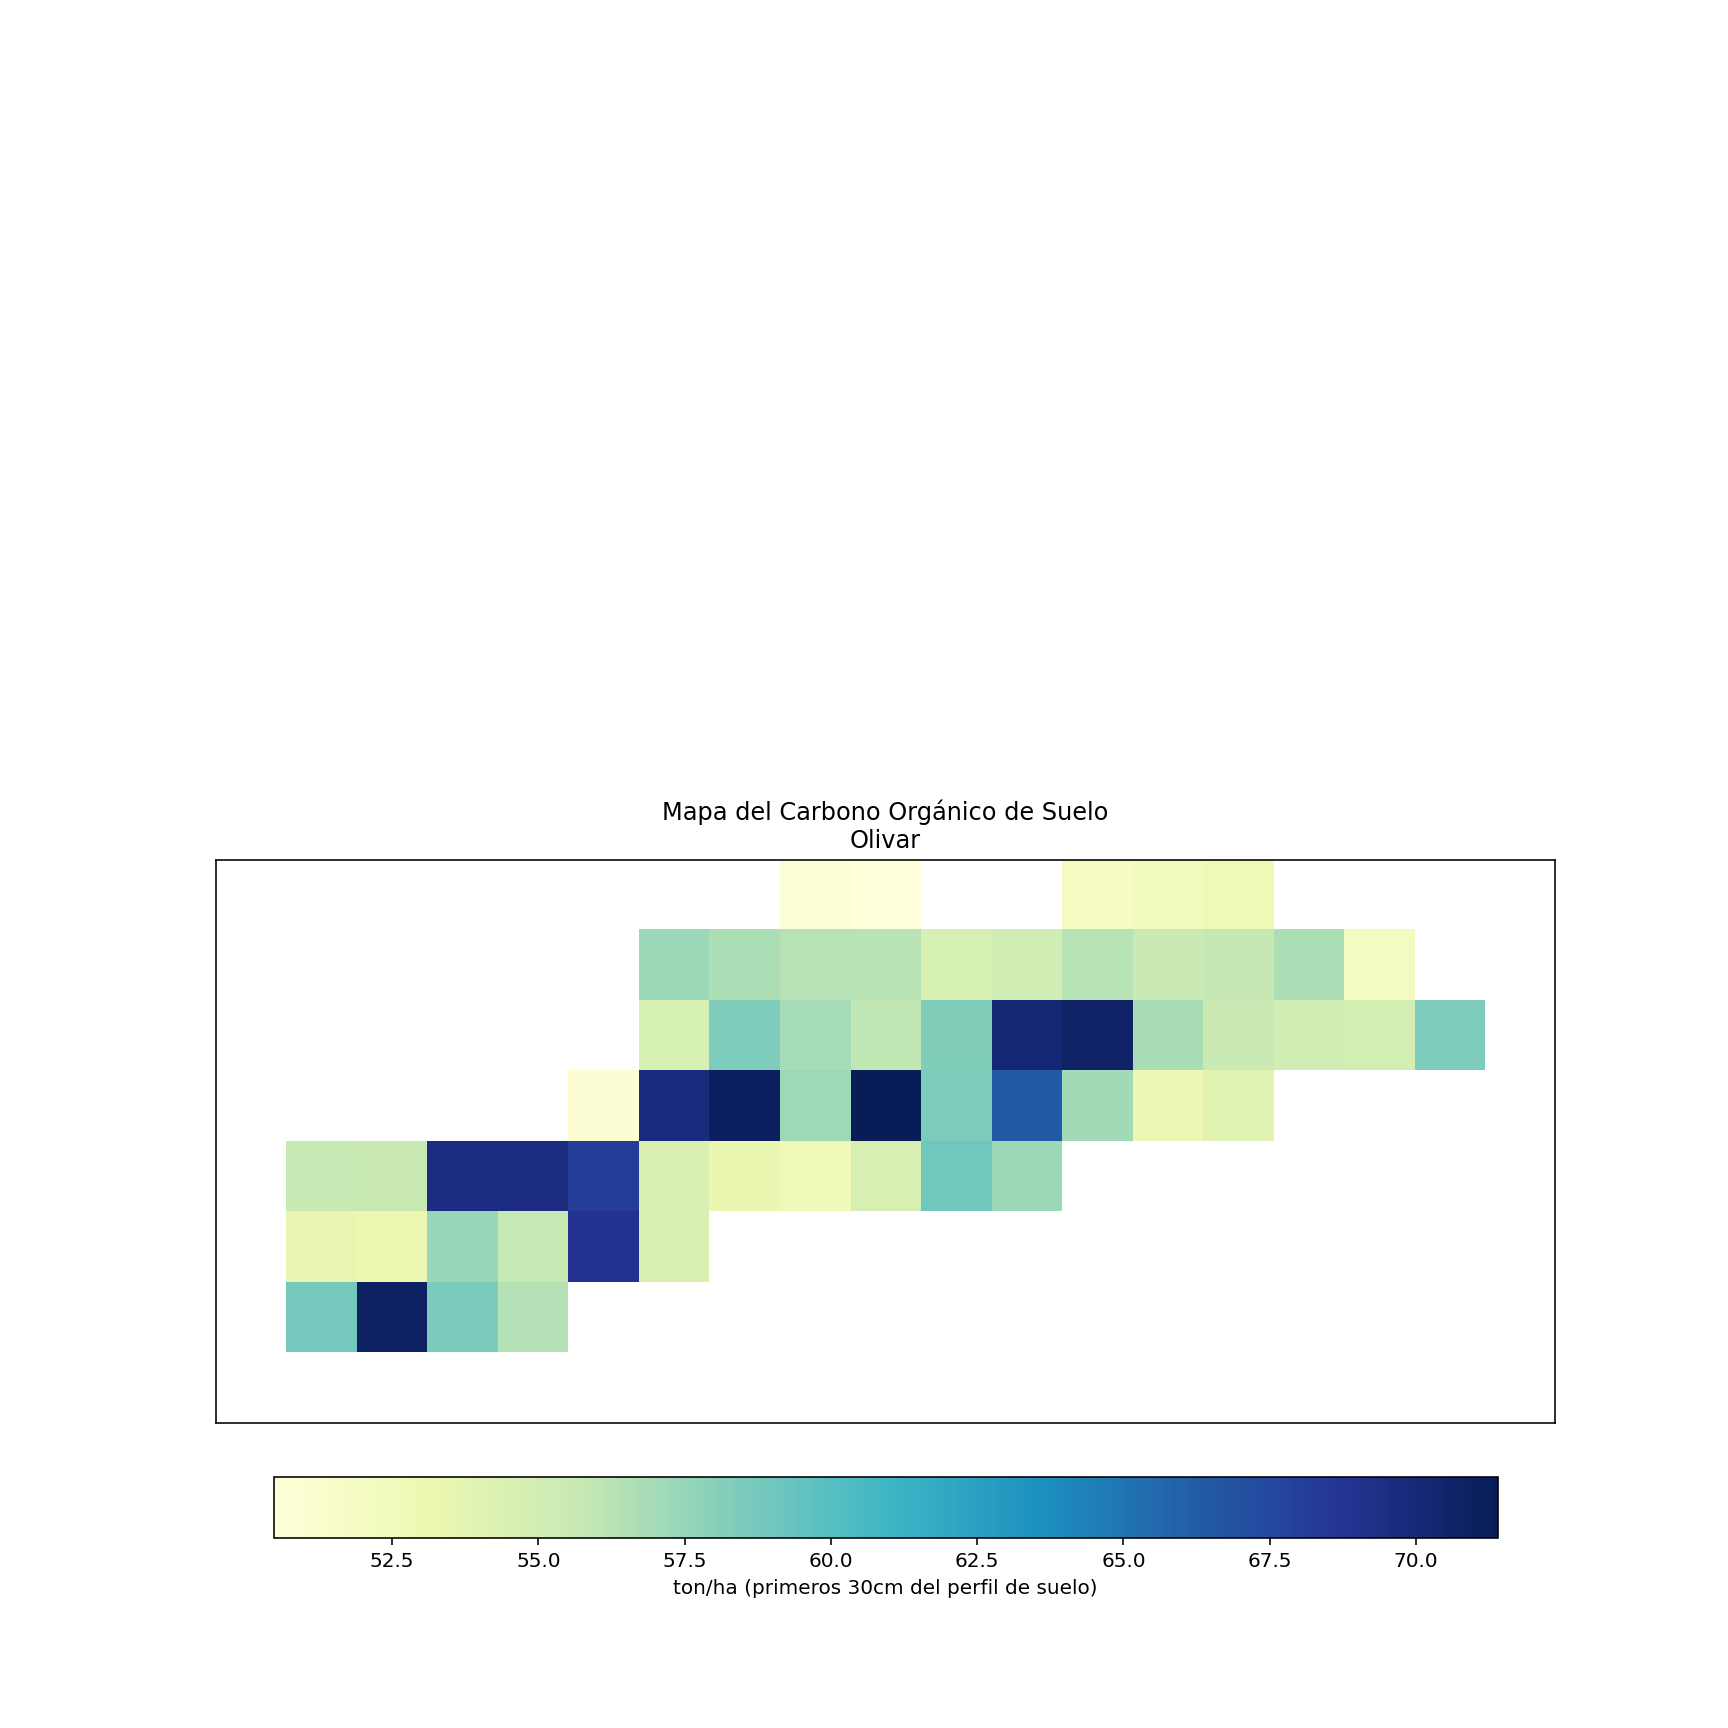 Mapa del Carbono Orgánico de Suelo
Olivar
52.5 55.0 57.5 60.0 62.5 65.0 67.5 70.0
ton/ha (primeros 30cm del perfil de suelo)